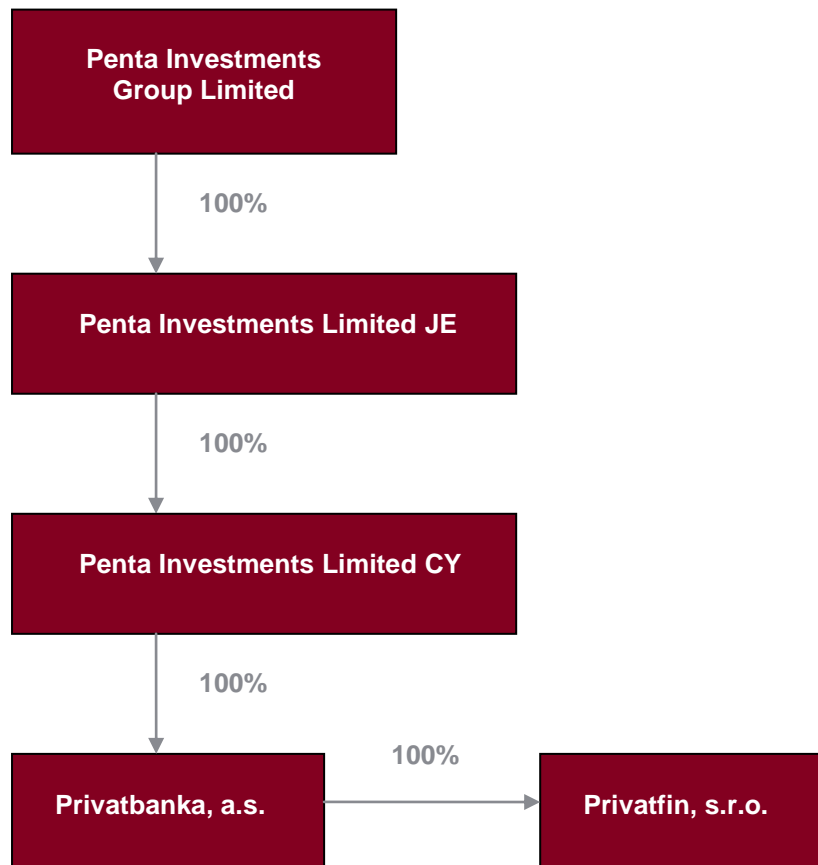 Penta Investments
Group Limited
100%
Penta Investments Limited JE
100%
Penta Investments Limited CY
100%
100%
Privatbanka, a.s.
Privatfin, s.r.o.